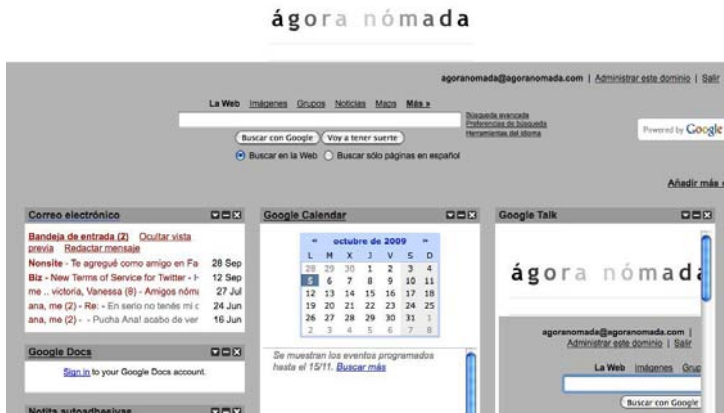 ágora nómada
agoranomada@agoranomada.com | Administrar este dominio | Salir
La Web Imágenes Grupos Noticias Maps Más »
Búsqueda avanzada
Preferencias de búsqueda
Herramientas del idioma
Buscar con Google Voy a tener suerte
Buscar en la Web Buscar sólo páginas en español
Powered by Google
Añadir más
Correo electrónico
Bandeja de entrada (2) Ocultar vista
previa Redactar mensaje
Nonsite - Te agregué como amigo en Fa 28 Sep
Biz - New Terms of Service for Twitter - H 12 Sep
me .. victoria, Vanessa (8) - Amigos nóm 27 Jul
ana, me (2) - Re: - En serio no tenés mi c 24 Jun
ana, me (2) - - Pucha Ana! acabo de ver 16 Jun
Google Docs
Sign in to your Google Docs account.
Notita autoadhesivas
Google Calendar
« octubre de 2009 »
L M X J V S D
28 29 30 1 2 3 4
5 6 7 8 9 10 11
12 13 14 15 16 17 18
19 20 21 22 23 24 25
26 27 28 29 30 31 1
2 3 4 5 6 7 8
Se muestran los eventos programados
hasta el 15/11. Buscar más
Google Talk
ágora nómada
agoranomada@agoranomada.com |
Administrar este dominio | Salir
La Web Imágenes Grup
Buscar con Google